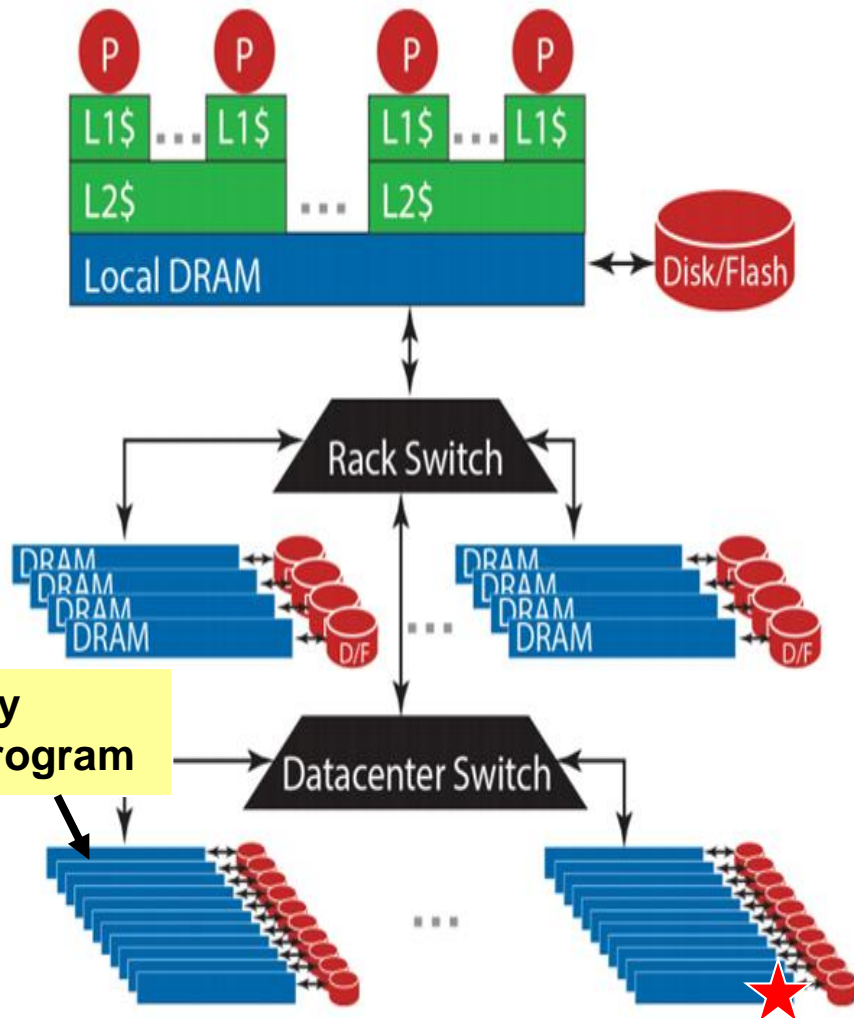 P P P P
L1$ ... L1$ L1$ ... L1$
L2$ ... L2$
Local DRAM
Disk/Flash
Rack Switch
DRAM
DRAM
DRAM
DRAM
D/F
...
DRAM
DRAM
DRAM
DRAM
D/F
y
rogram
Datacenter Switch
...